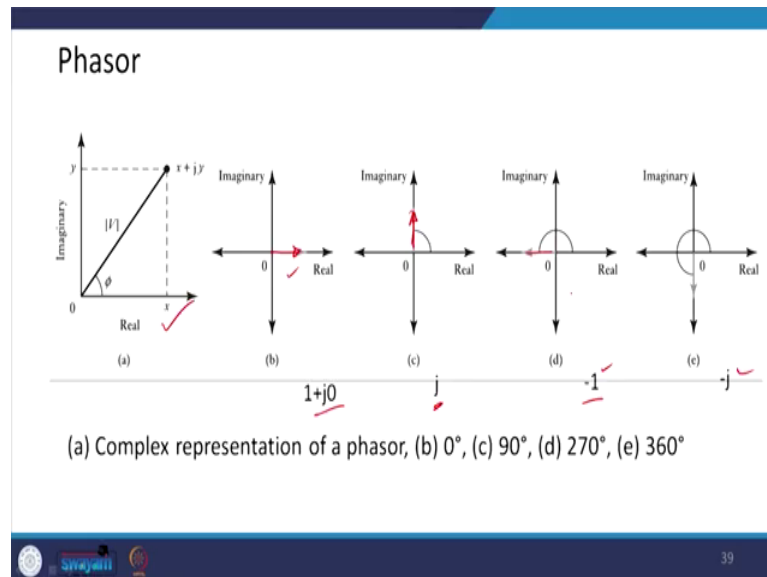 Phasor
Imaginary
y
x + jy
|V|
ø
0
x
Real
(a)
Imaginary
0
Real
(b)
Imaginary
0
Real
(c)
Imaginary
0
Real
(d)
Imaginary
0
Real
(e)
1+j0
j
-1
-j
(a) Complex representation of a phasor, (b) 0°, (c) 90°, (d) 270°, (e) 360°
swayam
39